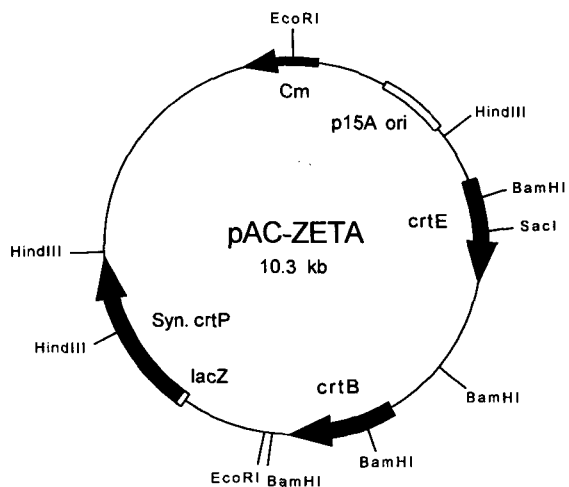 EcoRI
Cm
p15A ori
HindIII
BamHI
crtE
SacI
pAC-ZETA
10.3 kb
HindIII
Syn. crtP
HindIII
lacZ
crtB
BamHI
BamHI
EcoRI
BamHI